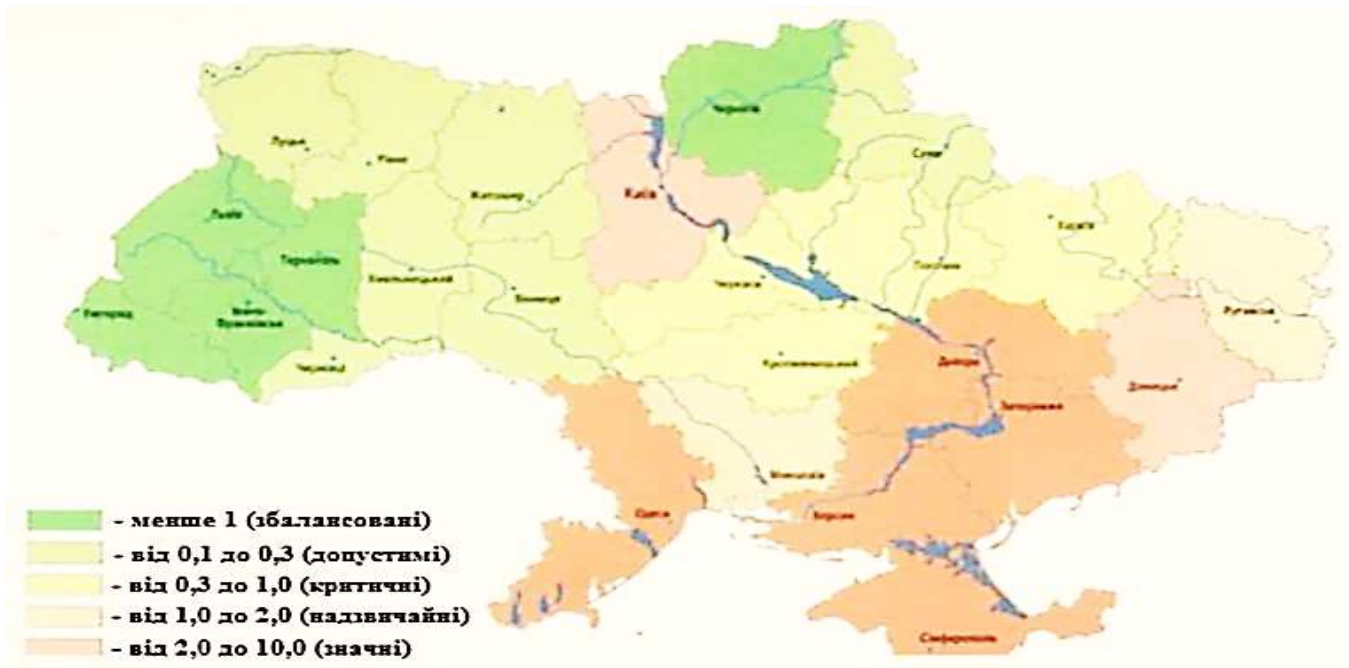 Чернігів
Суми
Луцьк
Рівне
Київ
Житомир
Львів
Тернопіль
Харків
Полтава
Хмельницький
Черкаси
Вінниця
Ужгород
Івано-
Франківськ
Луганськ
Чернівці
Кропивницький
Дніпро
Донецьк
Запоріжжя
Миколаїв
Одеса
Херсон
Сімферополь
- менше 1 (збалансовані)
- від 0,1 до 0,3 (допустимі)
- від 0,3 до 1,0 (критичні)
- від 1,0 до 2,0 (надзвичайні)
- від 2,0 до 10,0 (значні)